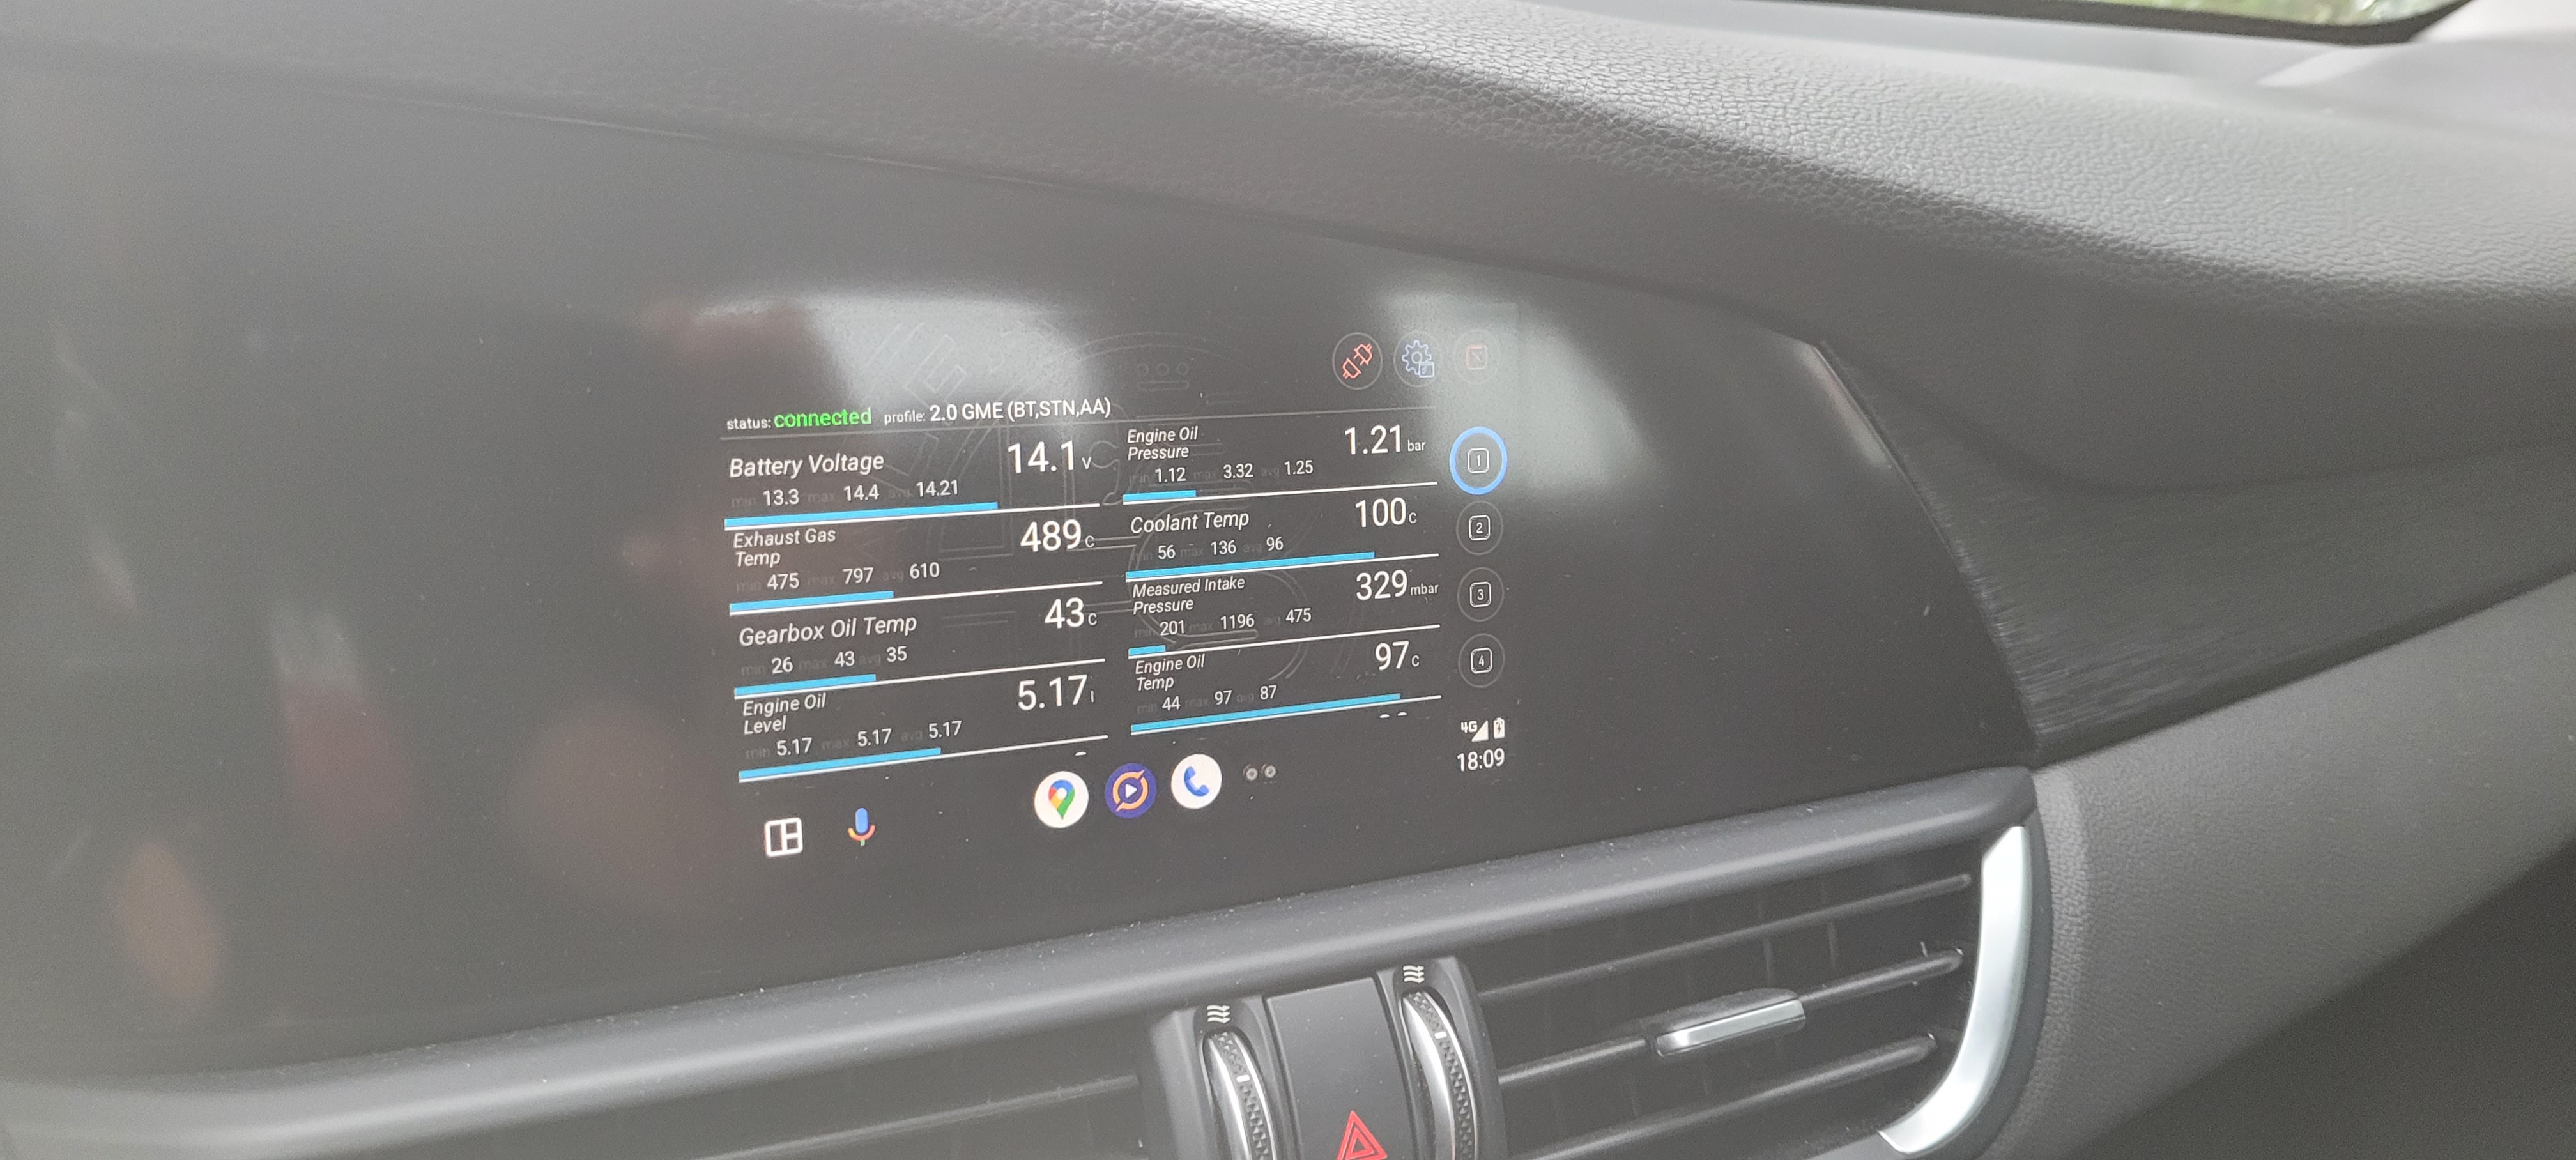 status: connected profile: 2.0 GME (BT,STN,AA)
Battery Voltage 14.1 v
min 13.3 max 14.4 avg 14.21
Exhaust Gas
Temp 489 c
min 475 max 797 avg 610
Gearbox Oil Temp 43 c
min 26 max 43 avg 35
Engine Oil
Level 5.17 l
min 5.17 max 5.17 avg 5.17
Engine Oil
Pressure 1.21 bar
min 1.12 max 3.32 avg 1.25
Coolant Temp 100 c
min 56 max 136 avg 96
Measured Intake
Pressure 329 mbar
min 201 max 1196 avg 475
Engine Oil
Temp 97 c
min 44 max 97 avg 87
1
2
3
4
4G
18:09